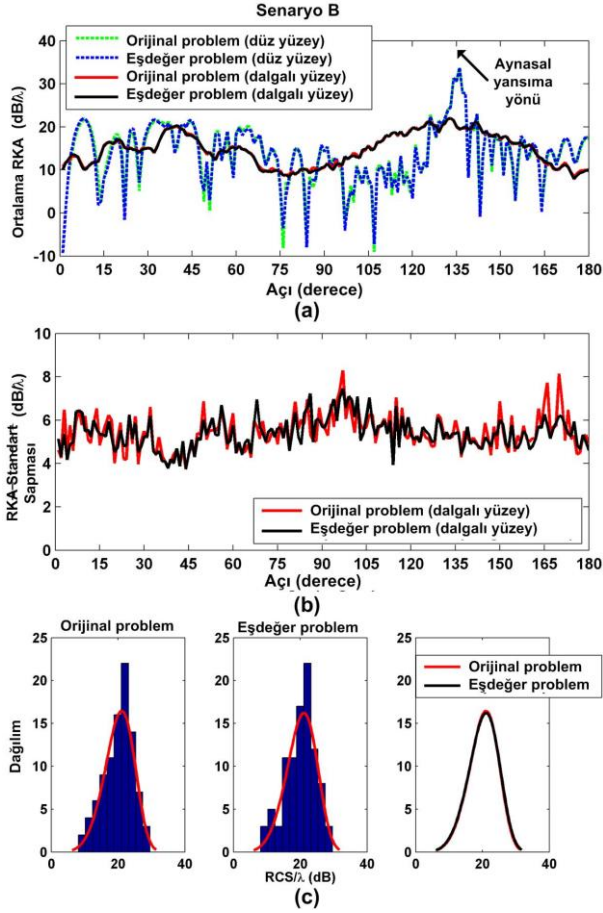 Senaryo B
(a)
40
30
20
10
0
-10
Ortalama RKA (dB/λ)
Orijinal problem (düz yüzey)
Eşdeğer problem (düz yüzey)
Orijinal problem (dalgalı yüzey)
Eşdeğer problem (dalgalı yüzey)
Aynasal
yansıma
yönü
0 15 30 45 60 75 90 105 120 135 150 165 180
Açı (derece)
(a)
10
8
6
4
2
0
RKA-Standart (dB/λ)
Sapması
Orijinal problem (dalgalı yüzey)
Eşdeğer problem (dalgalı yüzey)
0 15 30 45 60 75 90 105 120 135 150 165 180
Açı (derece)
(b)
Orijinal problem
Eşdeğer problem
25
20
15
10
5
0
Dağılım
0 20 40
25
20
15
10
5
0
0 20 40
RCS/λ (dB)
25
20
15
10
5
0
Orijinal problem
Eşdeğer problem
0 20 40
(c)